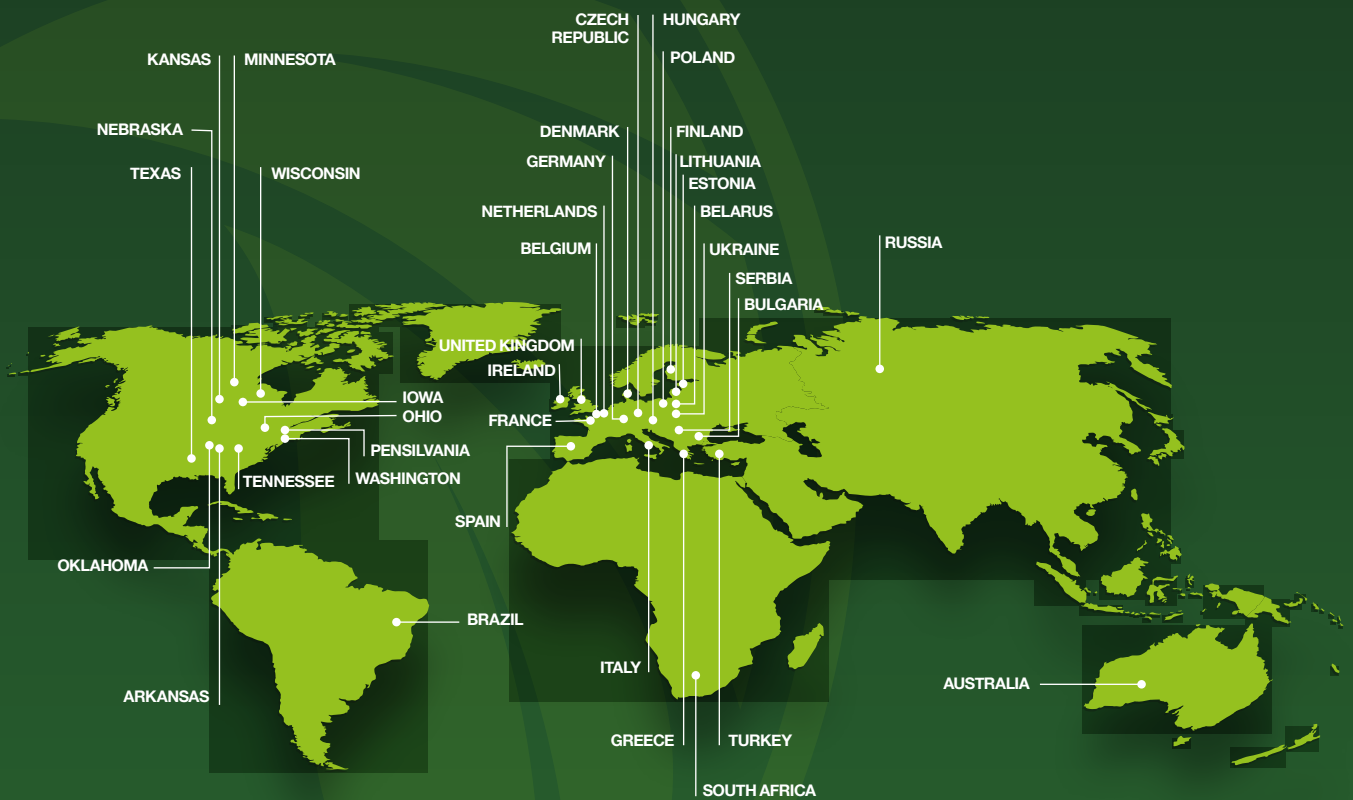 CZECH
REPUBLIC
HUNGARY
KANSAS
MINNESOTA
POLAND
NEBRASKA
DENMARK
FINLAND
GERMANY
LITHUANIA
TEXAS
WISCONSIN
ESTONIA
NETHERLANDS
BELARUS
BELGIUM
UKRAINE
RUSSIA
SERBIA
BULGARIA
UNITED KINGDOM
IRELAND
IOWA
OHIO
FRANCE
PENSILVANIA
TENNESSEE
WASHINGTON
SPAIN
OKLAHOMA
BRAZIL
ITALY
AUSTRALIA
ARKANSAS
GREECE
TURKEY
SOUTH AFRICA